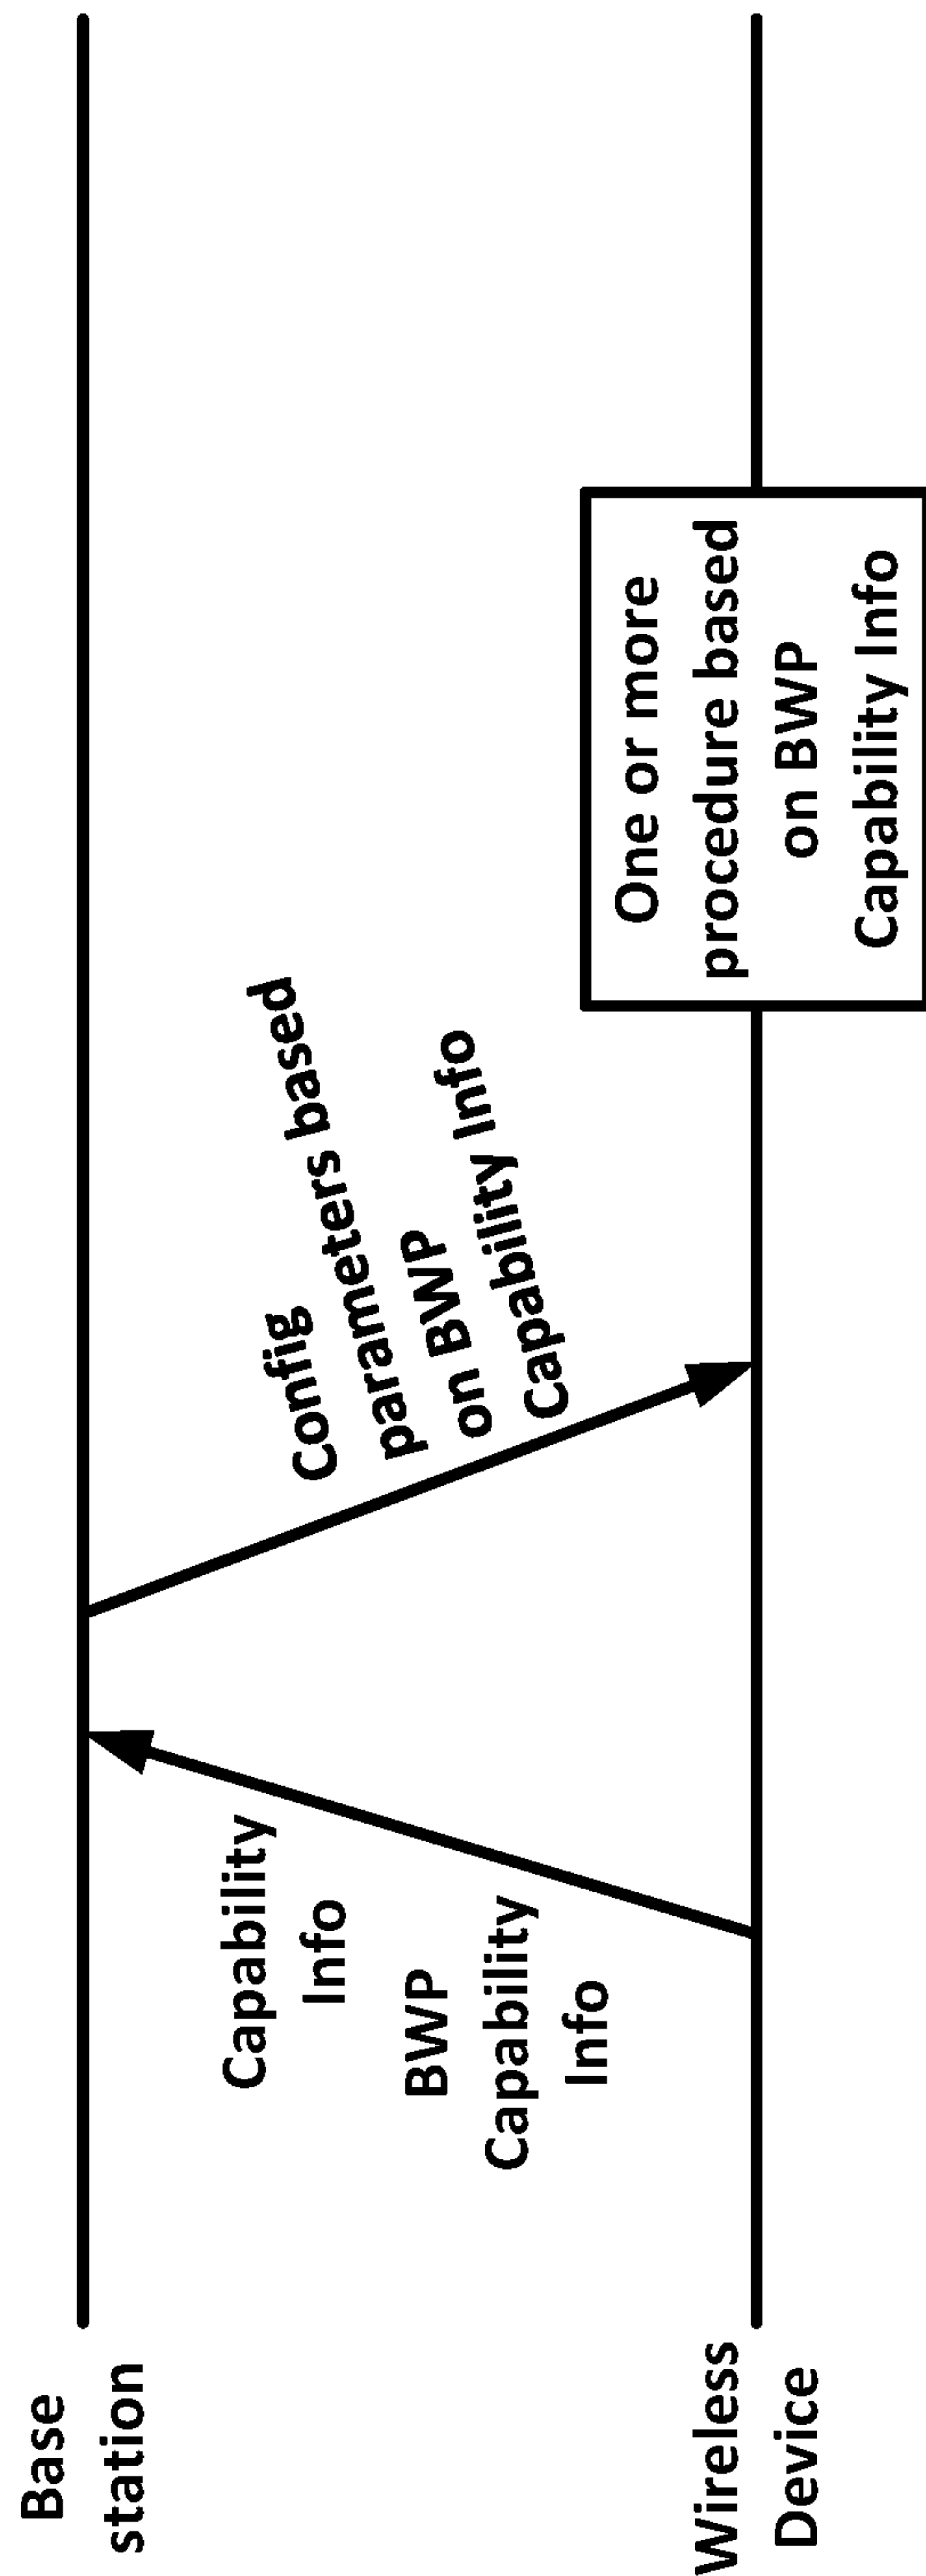 Base
station
Capability
Info
BWP
Capability
Info
Config
parameters based
on BWP
Capability Info
Wireless
Device
One or more
procedure based
on BWP
Capability Info